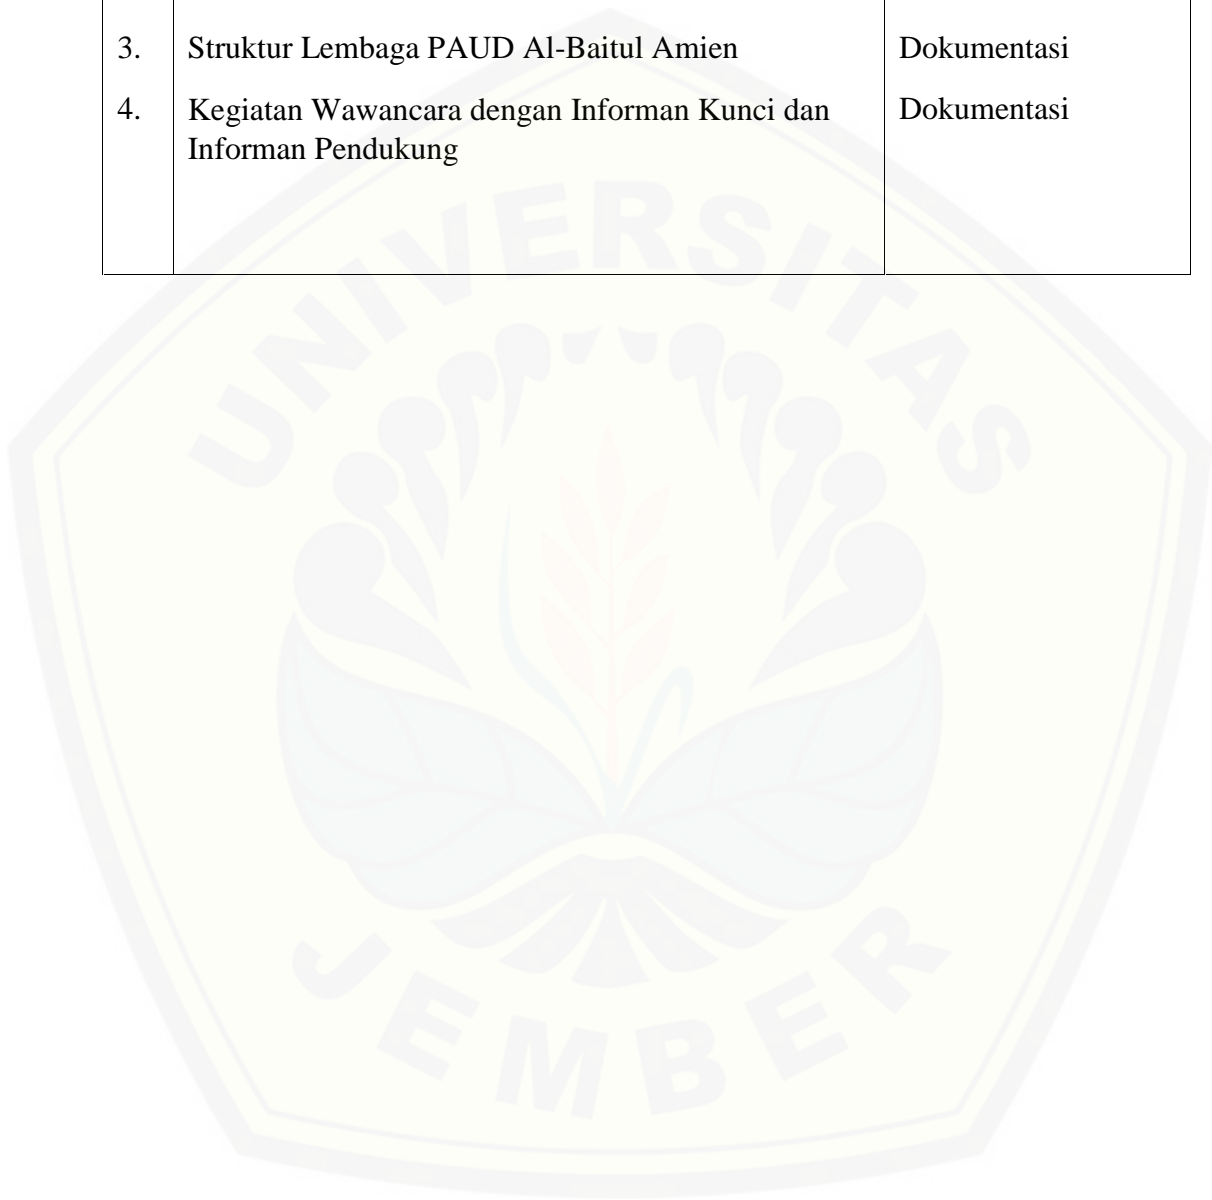 3. Struktur Lembaga PAUD Al-Baitul Amien Dokumentasi
4. Kegiatan Wawancara dengan Informan Kunci dan Dokumentasi
Informan Pendukung
UNIVERSITAS
JEMBER